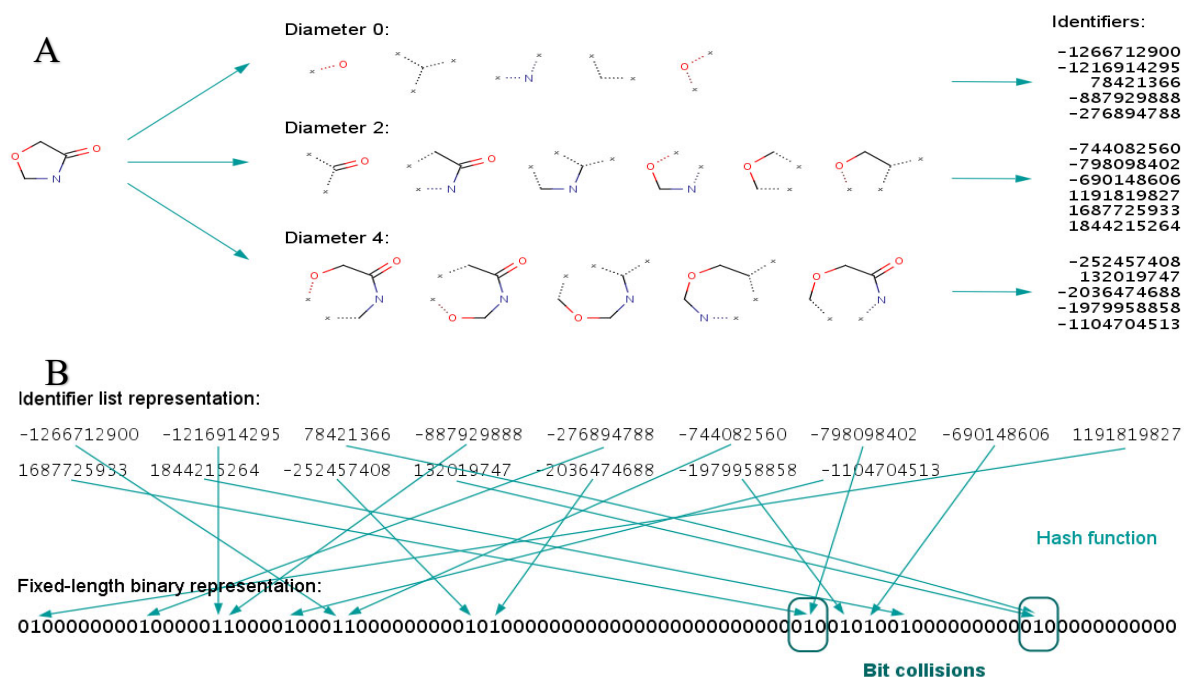 A
Diameter 0:
Identifiers:
-1266712900
-1216914295
78421366
-887929888
-276894788
Diameter 2:
-744082560
-798098402
-690148606
1191819827
1687725933
1844215264
Diameter 4:
-252457408
132019747
-2036474688
-1979958858
-1104704513
B
Identifier list representation:
-1266712900 -1216914295 78421366 -887929888 -276894788 -744082560 -798098402 -690148606 1191819827
1687725933 1844215264 -252457408 132019747 -2036474688 -1979958858 -1104704513
Hash function
Fixed-length binary representation:
010000000010000011000010001100000000010100000000000000000000000001001010010000000000100000000000
Bit collisions